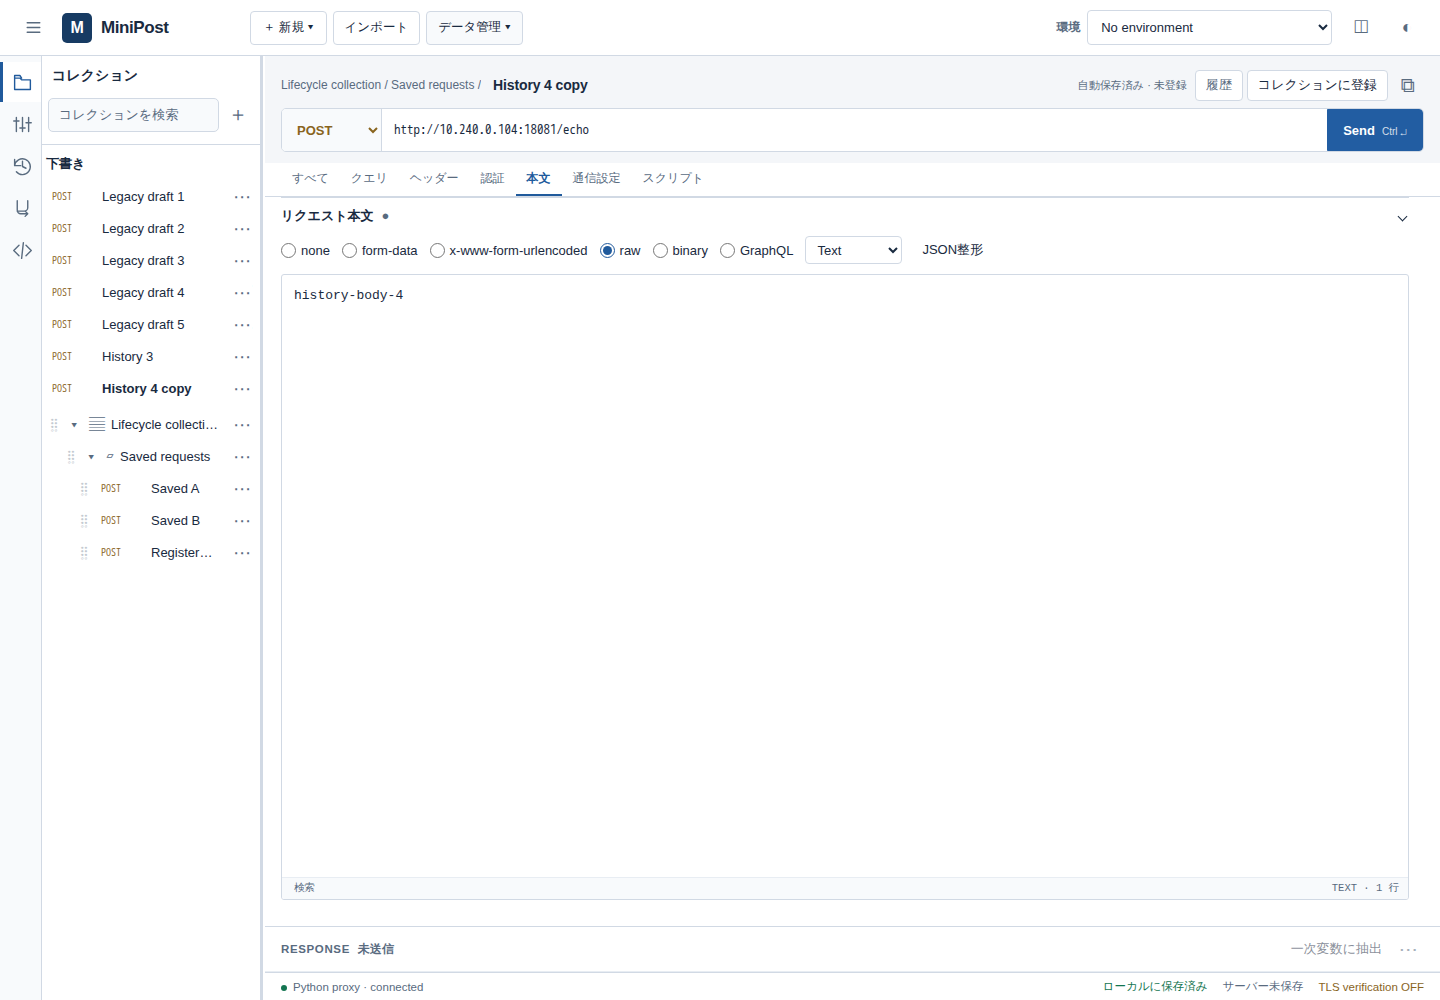 M MiniPost ＋ 新規 ▾ インポート データ管理 ▾ 環境 No environment
コレクション
コレクションを検索 ＋
下書き
POST Legacy draft 1 ···
POST Legacy draft 2 ···
POST Legacy draft 3 ···
POST Legacy draft 4 ···
POST Legacy draft 5 ···
POST History 3 ···
POST History 4 copy ···
▾ Lifecycle collecti… ···
▾ Saved requests ···
POST Saved A ···
POST Saved B ···
POST Register… ···
Lifecycle collection / Saved requests / History 4 copy 自動保存済み · 未登録 履歴 コレクションに登録
POST http://10.240.0.104:18081/echo Send Ctrl ↵
すべて クエリ ヘッダー 認証 本文 通信設定 スクリプト
リクエスト本文 ●
none form-data x-www-form-urlencoded raw binary GraphQL Text JSON整形
history-body-4
検索 TEXT · 1 行
RESPONSE 未送信 一次変数に抽出 ···
Python proxy · connected ローカルに保存済み サーバー未保存 TLS verification OFF